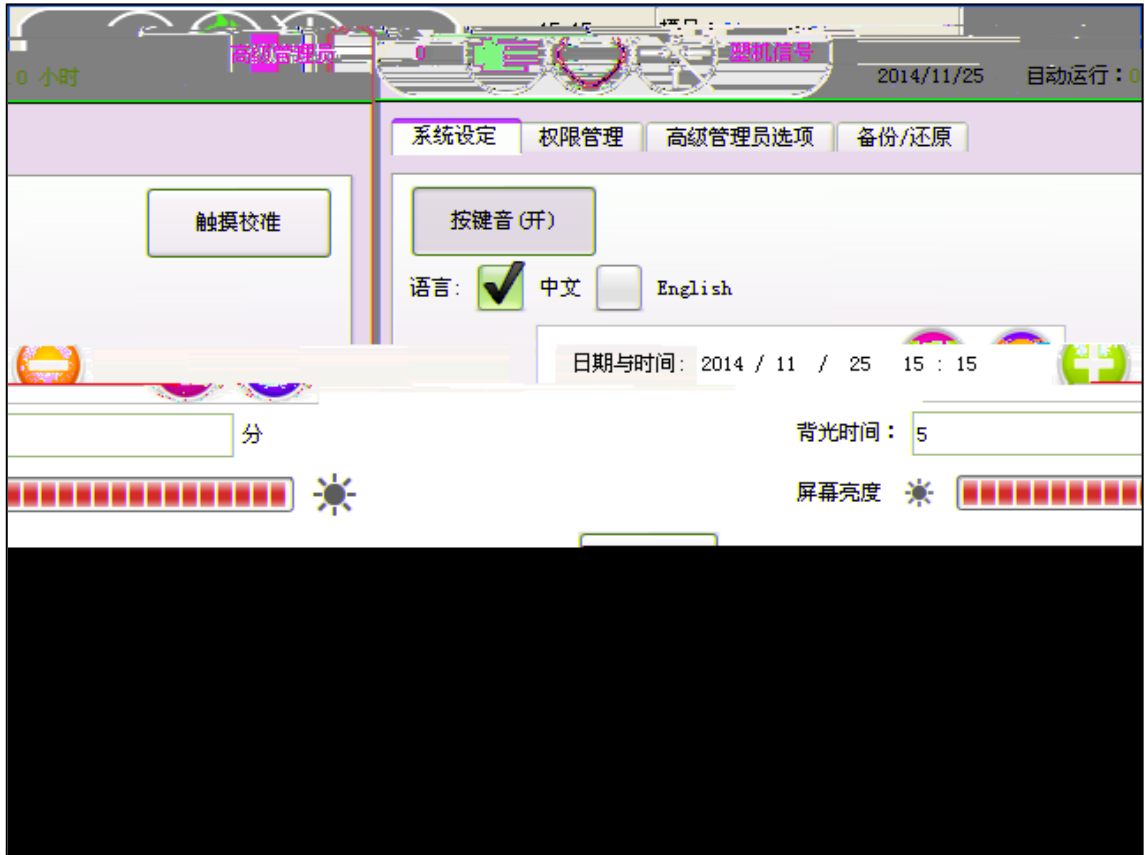 高级管理员
0
塑机信号
.0 小时
2014/11/25
自动运行：0
系统设定
权限管理
高级管理员选项
备份/还原
触摸校准
按键音(开)
语言:
中文
English
日期与时间: 2014 / 11 / 25 15 : 15
分
背光时间： 5
屏幕亮度